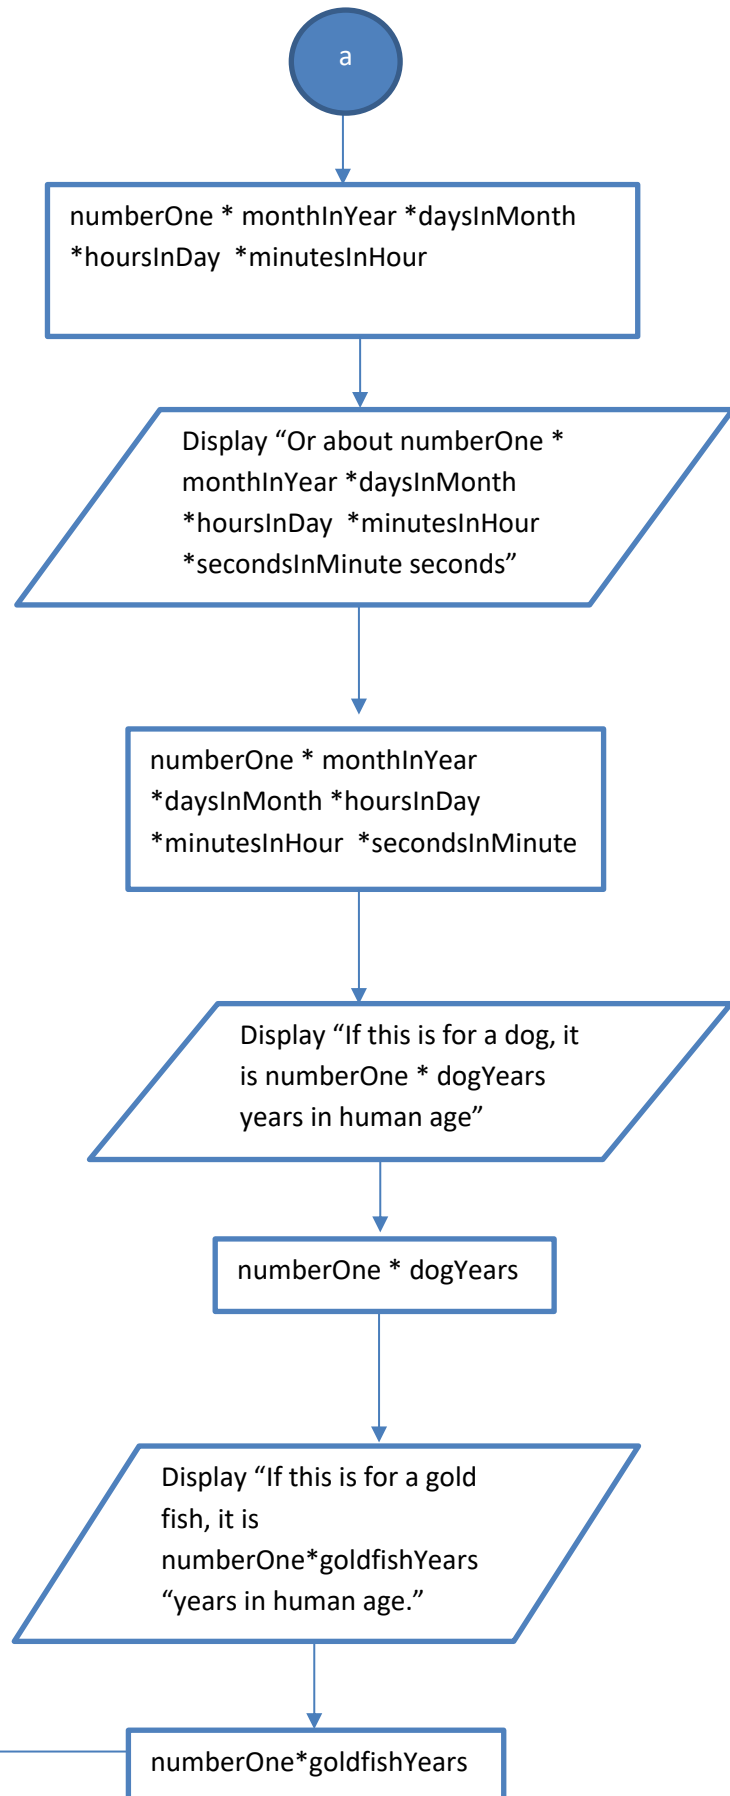 a
numberOne * monthInYear *daysInMonth
*hoursInDay  *minutesInHour
Display “Or about numberOne *
monthInYear *daysInMonth
*hoursInDay  *minutesInHour
*secondsInMinute seconds”
numberOne * monthInYear
*daysInMonth *hoursInDay
*minutesInHour  *secondsInMinute
Display “If this is for a dog, it
is numberOne * dogYears
years in human age”
numberOne * dogYears
Display “If this is for a gold
fish, it is
numberOne*goldfishYears
“years in human age.”
numberOne*goldfishYears